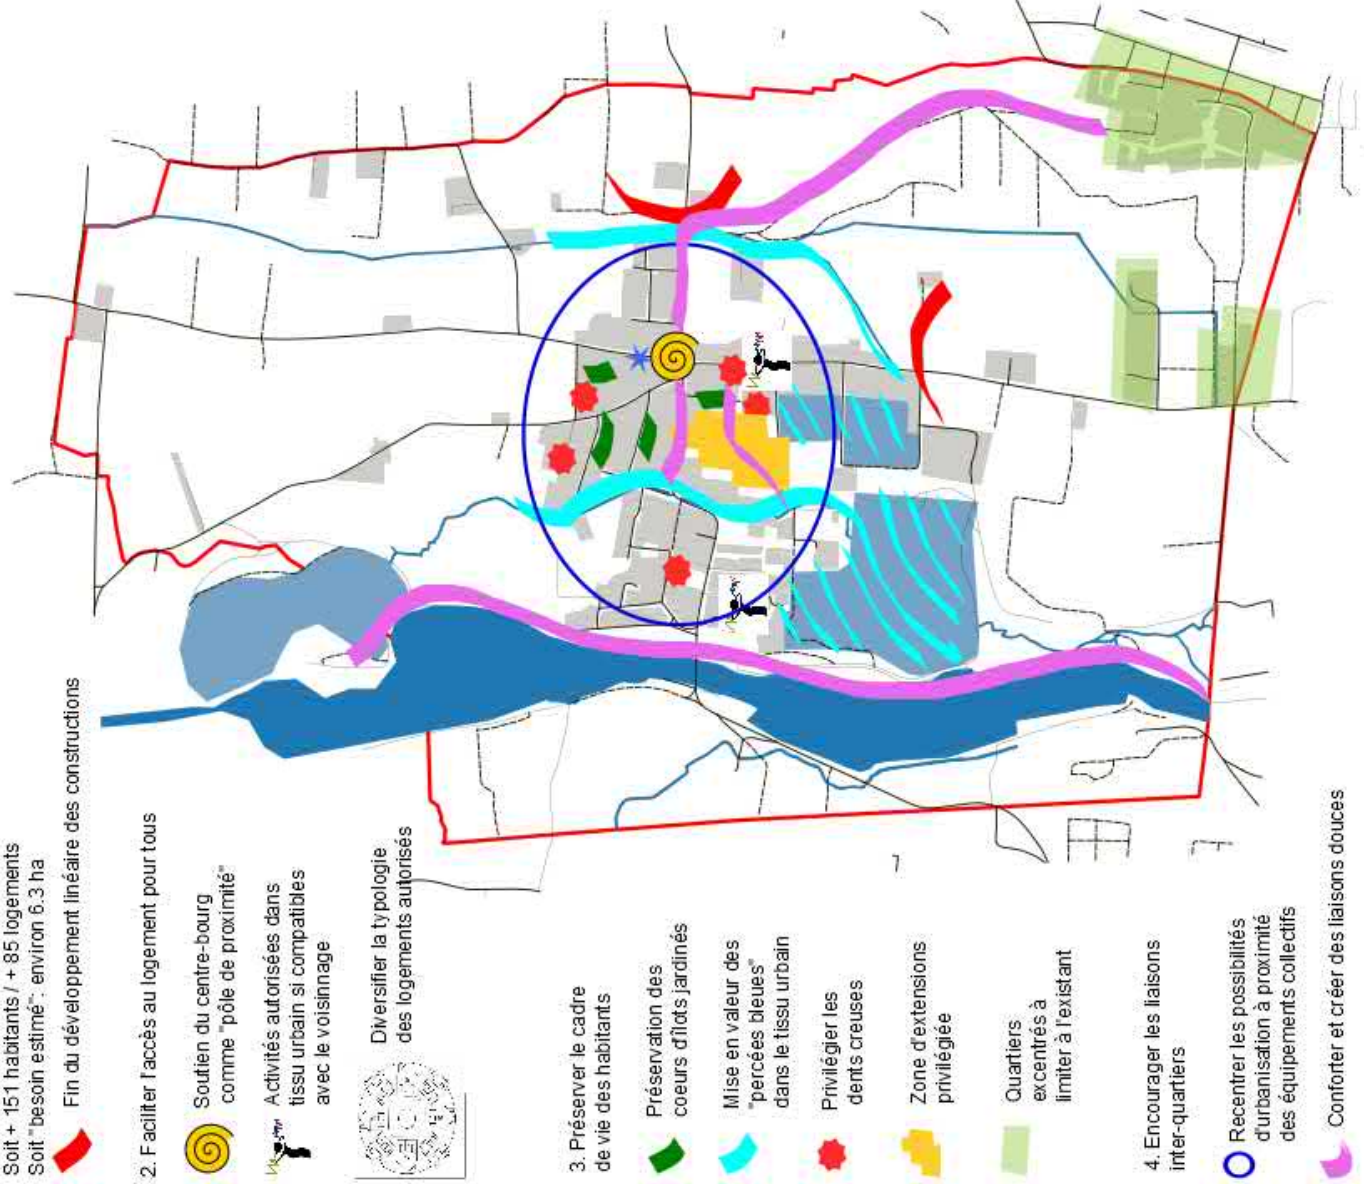 Soit + 151 habitants / + 85 logements
Soit "besoin estimé": environ 6.3 ha
Fin du développement linéaire des constructions
2. Faciliter l'accès au logement pour tous
Soutien du centre-bourg
comme "pôle de proximité"
Activités autorisées dans
tissu urbain si compatibles
avec le voisinnage
Diversifier la typologie
des logements autorisés
3. Préserver le cadre
de vie des habitants
Préservation des
coeurs d'îlots jardinés
Mise en valeur des
"percées bleues"
dans le tissu urbain
Privilégier les
dents creuses
Zone d'extensions
privilégiée
Quartiers
excentrés à
limiter à l'existant
4. Encourager les liaisons
inter-quartiers
Recentrer les possibilités
d'urbanisation à proximité
des équipements collectifs
Conforter et créer des liaisons douces